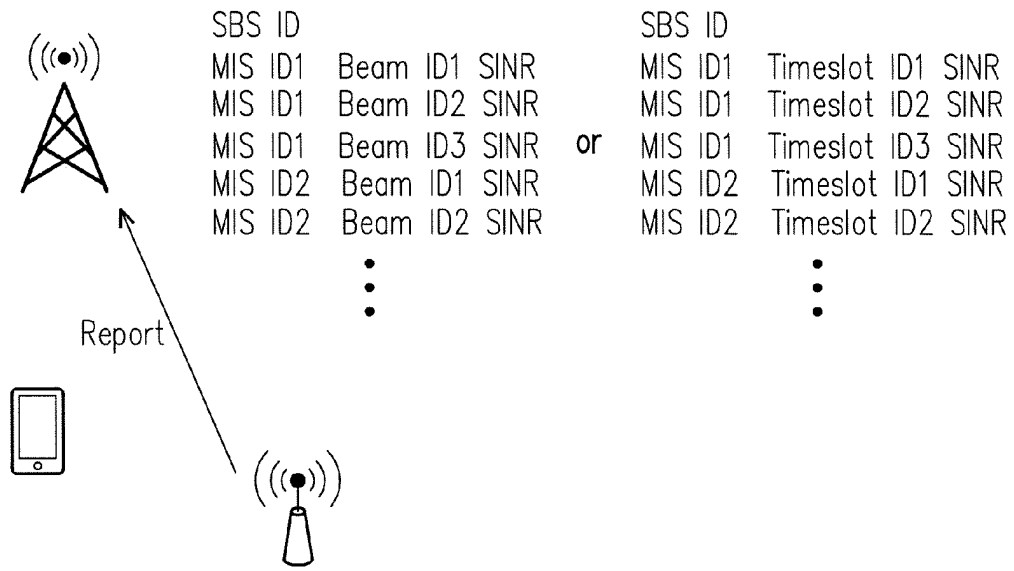 SBS ID
MIS ID1 Beam ID1 SINR
MIS ID1 Beam ID2 SINR
MIS ID1 Beam ID3 SINR
MIS ID2 Beam ID1 SINR
MIS ID2 Beam ID2 SINR
or
SBS ID
MIS ID1 Timeslot ID1 SINR
MIS ID1 Timeslot ID2 SINR
MIS ID1 Timeslot ID3 SINR
MIS ID2 Timeslot ID1 SINR
MIS ID2 Timeslot ID2 SINR
Report